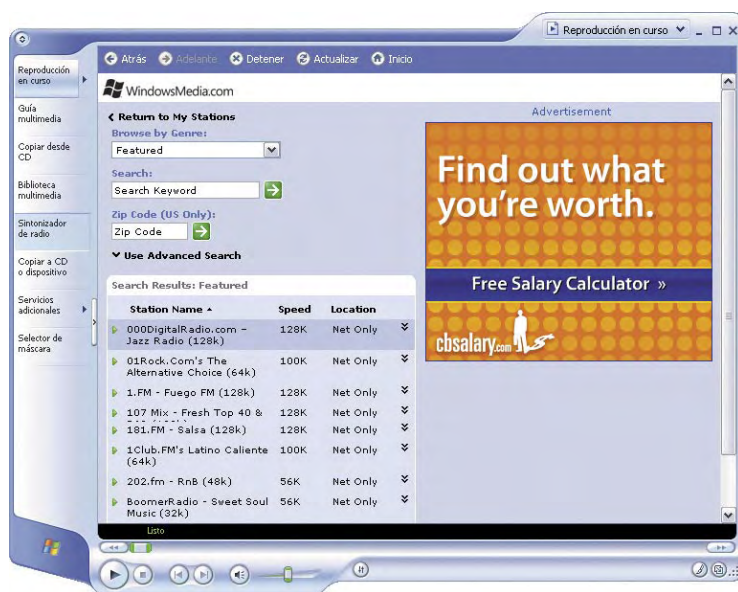 Reproducción en curso
Atrás Adelante Detener Actualizar Inicio
Reproducción
en curso
Guía
multimedia
Copiar desde
CD
Biblioteca
multimedia
Sintonizador
de radio
Copiar a CD
o dispositivo
Servicios
adicionales
Selector de
máscara
WindowsMedia.com
Return to My Stations
Browse by Genre:
Featured
Search:
Search Keyword
Zip Code (US Only):
Zip Code
Use Advanced Search
Search Results: Featured
Station Name Speed Location
000DigitalRadio.com - 128K Net Only
Jazz Radio (128k)
01Rock.Com's The 100K Net Only
Alternative Choice (64k)
1.FM - Fuego FM (128k) 128K Net Only
107 Mix - Fresh Top 40 & 128K Net Only
181.FM - Salsa (128k) 128K Net Only
1Club.FM's Latino Caliente 100K Net Only
(64k)
202.fm - RnB (48k) 56K Net Only
BoomerRadio - Sweet Soul 56K Net Only
Music (32k)
Advertisement
Find out what
you're worth.
Free Salary Calculator »
cbsalary.com
Listo